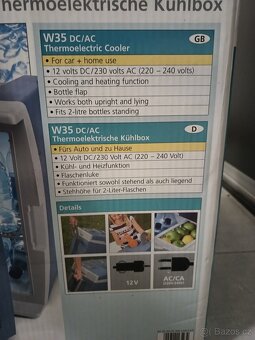 Thermoelektrische Kühlbox
W35 DC/AC
GB
Thermoelectric Cooler
• For car + home use
• 12 volts DC/230 volts AC (220 – 240 volts)
• Cooling and heating function
• Bottle flap
• Works both upright and lying
• Fits 2-litre bottles standing
W35 DC/AC
D
Thermoelektrische Kühlbox
• Fürs Auto und zu Hause
• 12 Volt DC/230 Volt AC (220 – 240 Volt)
• Kühl- und Heizfunktion
• Flaschenluke
• Funktioniert sowohl stehend als auch liegend
• Stehhöhe für 2-Liter-Flaschen
Details
12V
AC/CA